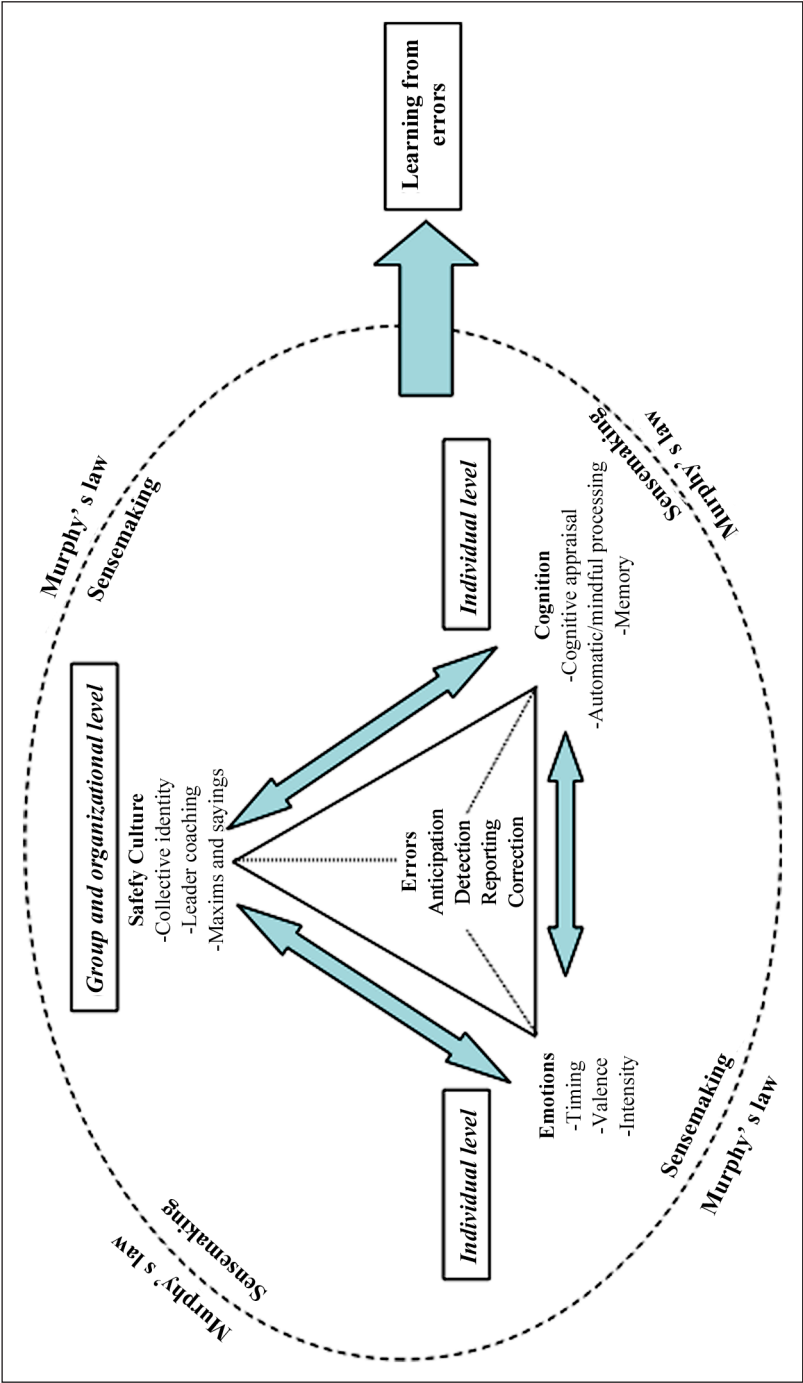 Murphy’ s law
Sensemaking
Murphy’ s law
Sensemaking
Group and organizational level
Safefy Culture
-Collective identity
-Leader coaching
-Maxims and sayings
Errors
Anticipation
Detection
Reporting
Correction
Individual level
Emotions
-Timing
-Valence
-Intensity
Individual level
Cognition
-Cognitive appraisal
-Automatic/mindful processing
-Memory
Learning from
errors
Sensemaking
Murphy’ s law
Sensemaking
Murphy’ s law